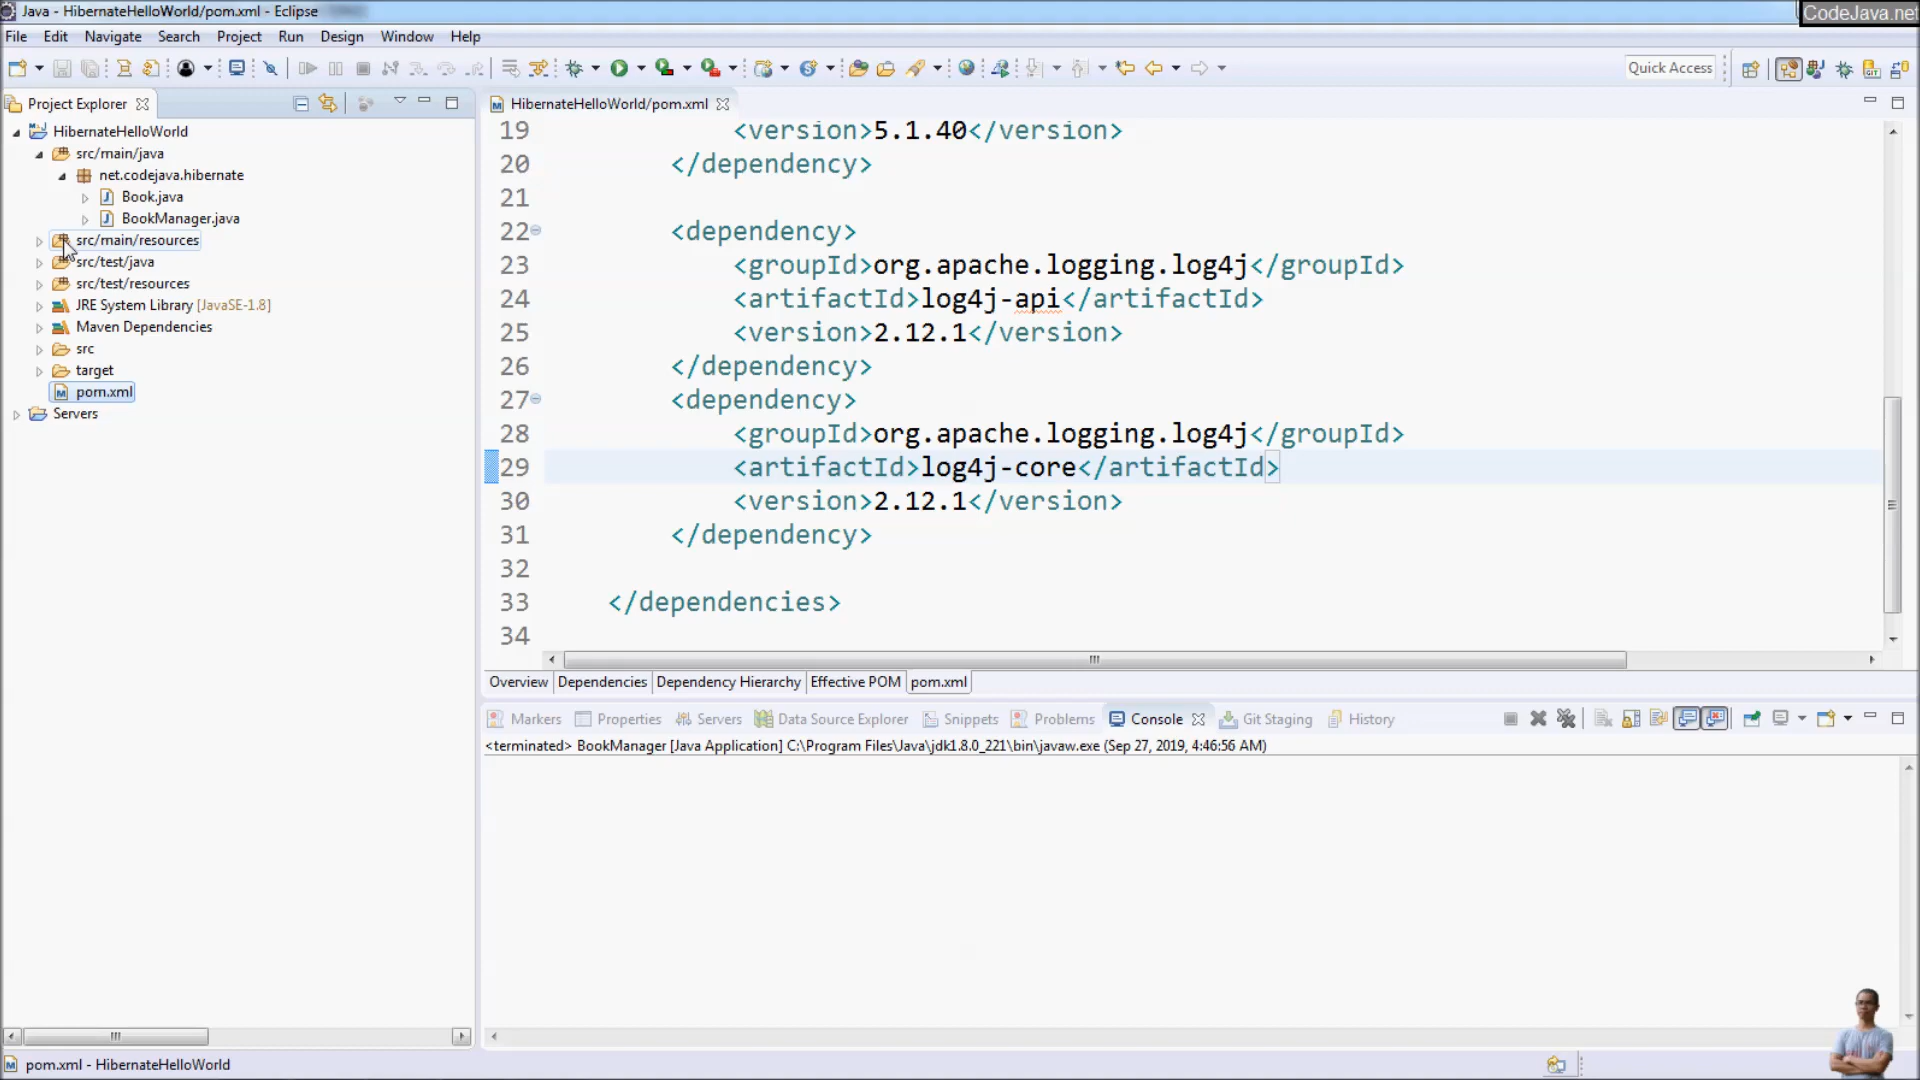 Java - HibernateHelloWorld/pom.xml - Eclipse
CodeJava.net
File Edit Navigate Search Project Run Design Window Help
Quick Access
Project Explorer
HibernateHelloWorld
src/main/java
net.codejava.hibernate
Book.java
BookManager.java
src/main/resources
src/test/java
src/test/resources
JRE System Library [JavaSE-1.8]
Maven Dependencies
src
target
pom.xml
Servers
HibernateHelloWorld/pom.xml
19 <version>5.1.40</version>
20 </dependency>
21
22 <dependency>
23 <groupId>org.apache.logging.log4j</groupId>
24 <artifactId>log4j-api</artifactId>
25 <version>2.12.1</version>
26 </dependency>
27 <dependency>
28 <groupId>org.apache.logging.log4j</groupId>
29 <artifactId>log4j-core</artifactId>
30 <version>2.12.1</version>
31 </dependency>
32
33 </dependencies>
34
Overview Dependencies Dependency Hierarchy Effective POM pom.xml
Markers Properties Servers Data Source Explorer Snippets Problems Console Git Staging History
<terminated> BookManager [Java Application] C:\Program Files\Java\jdk1.8.0_221\bin\javaw.exe (Sep 27, 2019, 4:46:56 AM)
pom.xml - HibernateHelloWorld